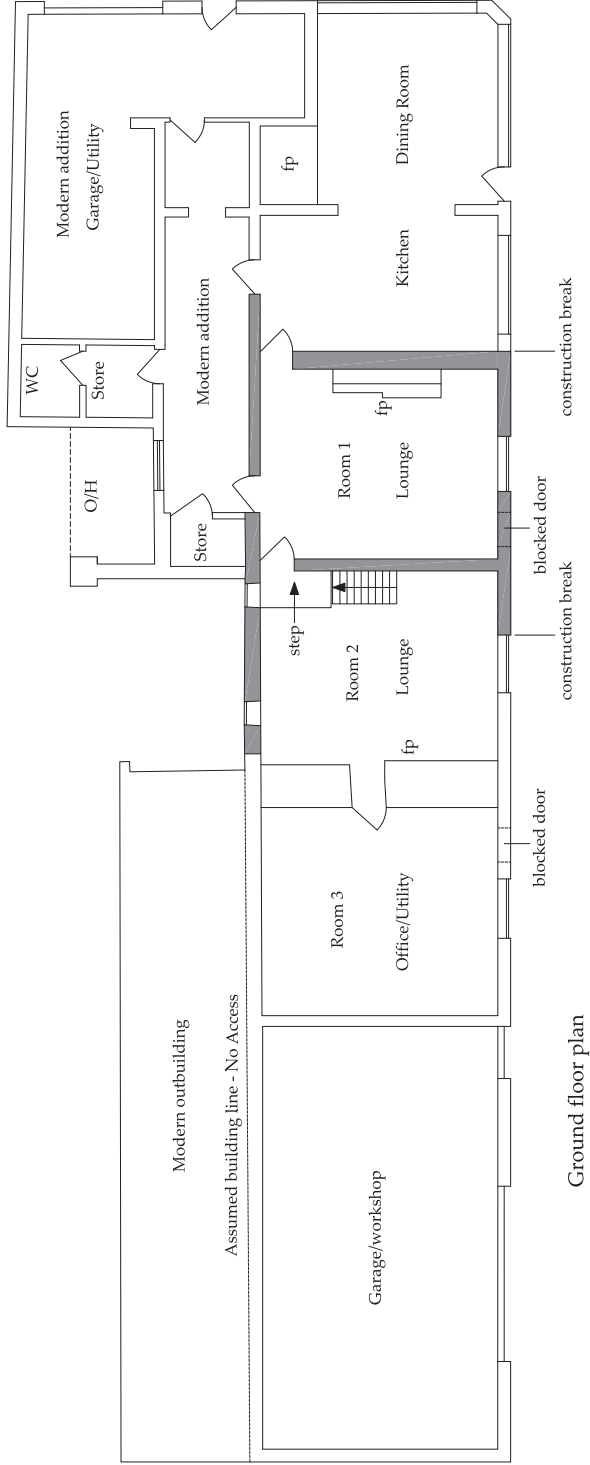 Modern outbuilding
Assumed building line - No Access
Garage/workshop
Room 3
Office/Utility
Room 2
Lounge
fp
step
Room 1
Lounge
fp
O/H
Store
WC
Store
Modern addition
Modern addition
Garage/Utility
fp
Kitchen
Dining Room
blocked door
construction break
blocked door
construction break
Ground floor plan